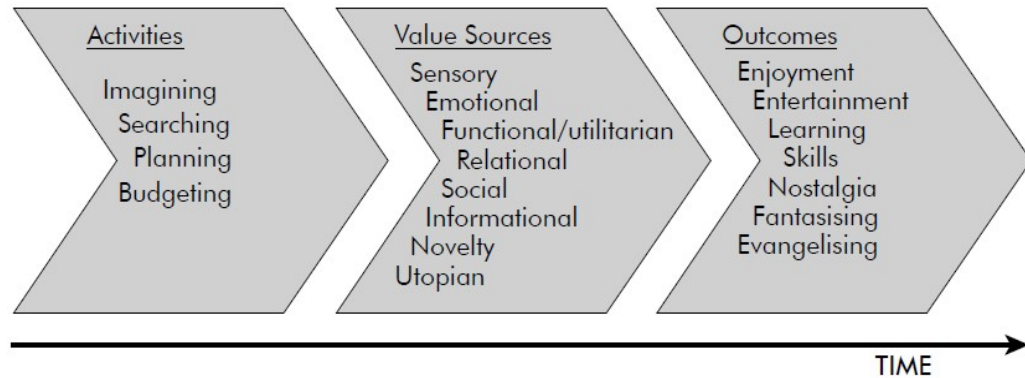 Activities
Imagining
Searching
Planning
Budgeting
Value Sources
Sensory
Emotional
Functional/utilitarian
Relational
Social
Informational
Novelty
Utopian
Outcomes
Enjoyment
Entertainment
Learning
Skills
Nostalgia
Fantasising
Evangelising
TIME